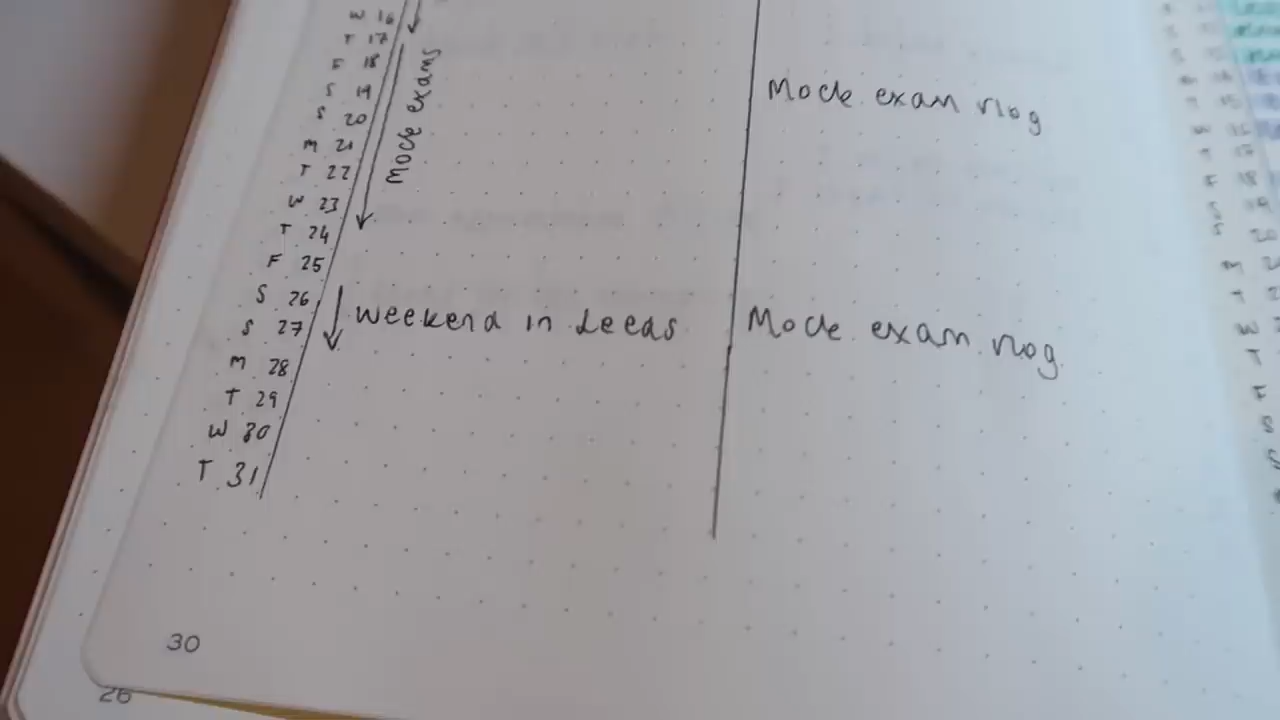 W 16
T 17
F 18
S 19
S 20
M 21
T 22
W 23
T 24
F 25
S 26
S 27
M 28
T 29
W 30
T 31
Mock exams
Weekend in Leeds
Mock exam vlog
Mock exam vlog
30
26
W
T
F
S
S